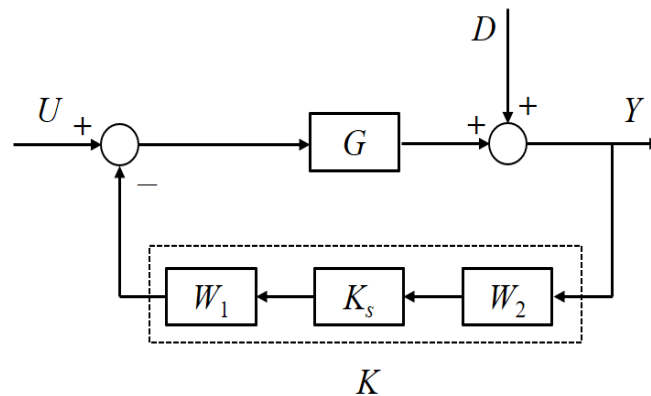 D
U + + + Y
G
−
W₁ Kₛ W₂
K